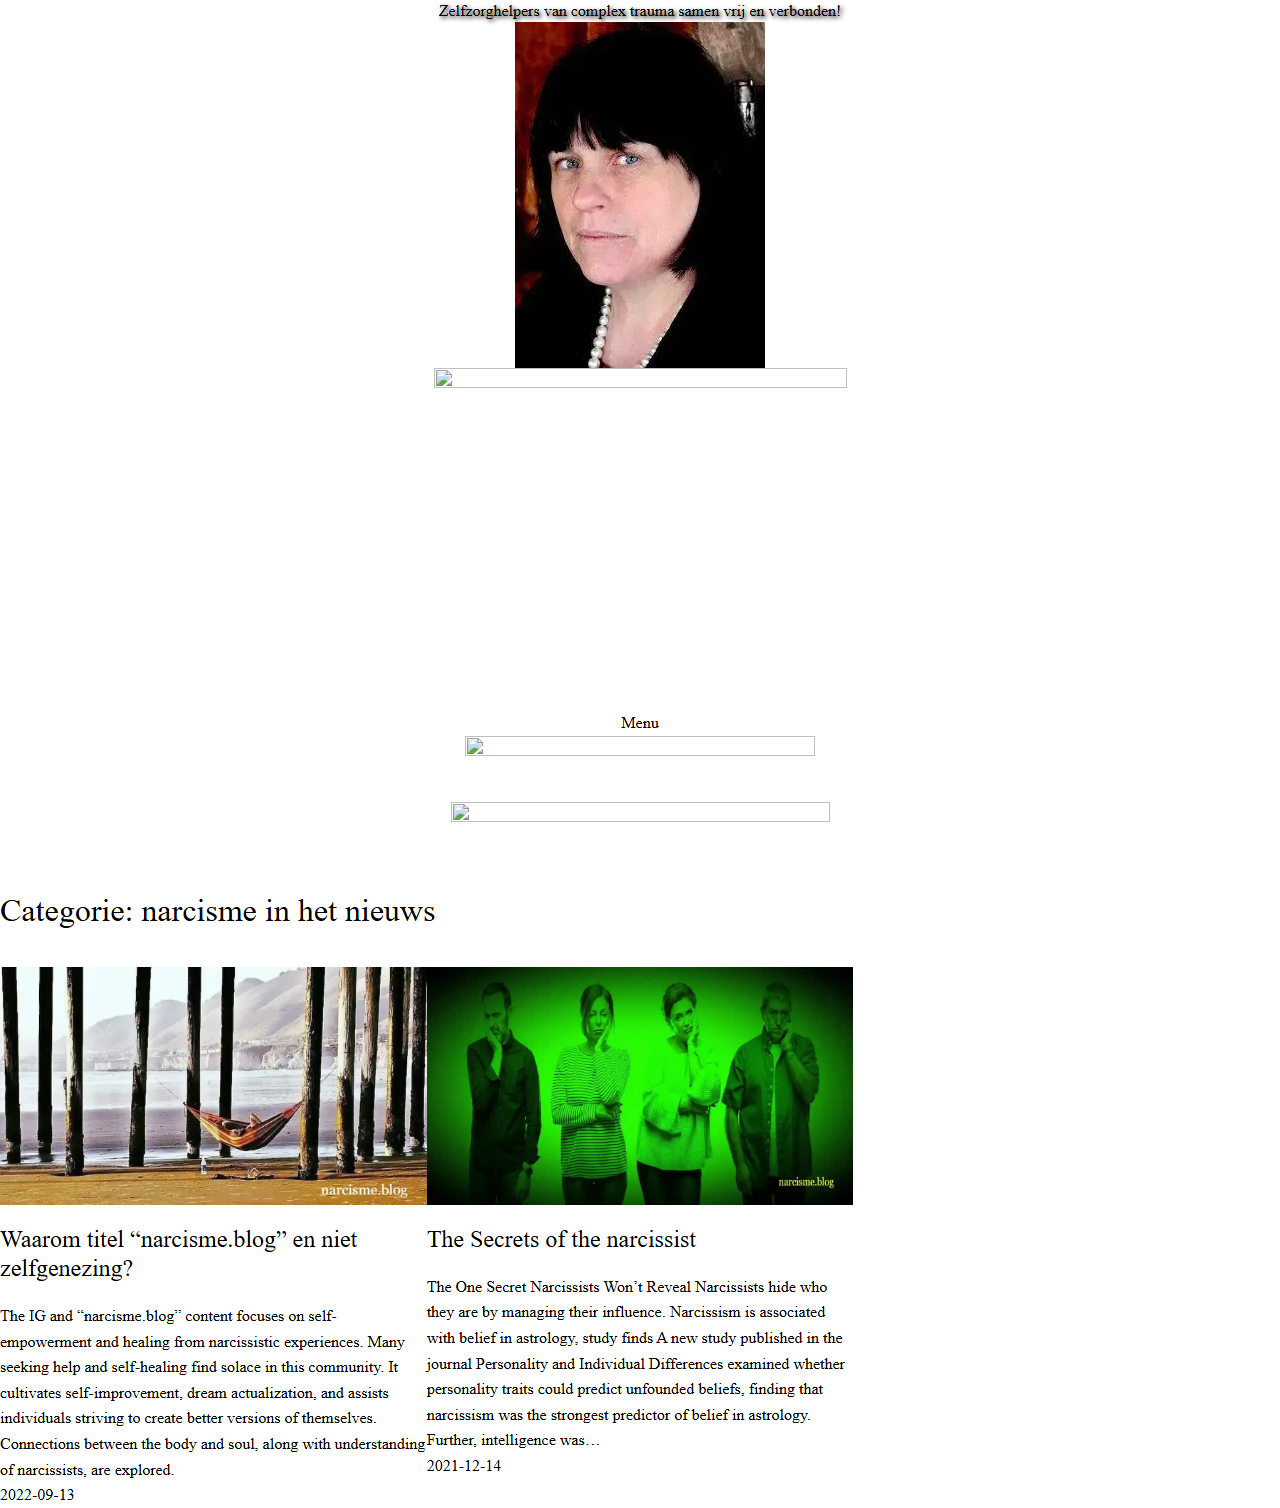 Zelfzorghelpers van complex trauma samen vrij en verbonden!
Menu
Categorie: narcisme in het nieuws
narcisme.blog
narcisme.blog
Waarom titel “narcisme.blog” en niet
zelfgenezing?
The IG and “narcisme.blog” content focuses on self-
empowerment and healing from narcissistic experiences. Many
seeking help and self-healing find solace in this community. It
cultivates self-improvement, dream actualization, and assists
individuals striving to create better versions of themselves.
Connections between the body and soul, along with understanding
of narcissists, are explored.
2022-09-13
The Secrets of the narcissist
The One Secret Narcissists Won’t Reveal Narcissists hide who
they are by managing their influence. Narcissism is associated
with belief in astrology, study finds A new study published in the
journal Personality and Individual Differences examined whether
personality traits could predict unfounded beliefs, finding that
narcissism was the strongest predictor of belief in astrology.
Further, intelligence was…
2021-12-14